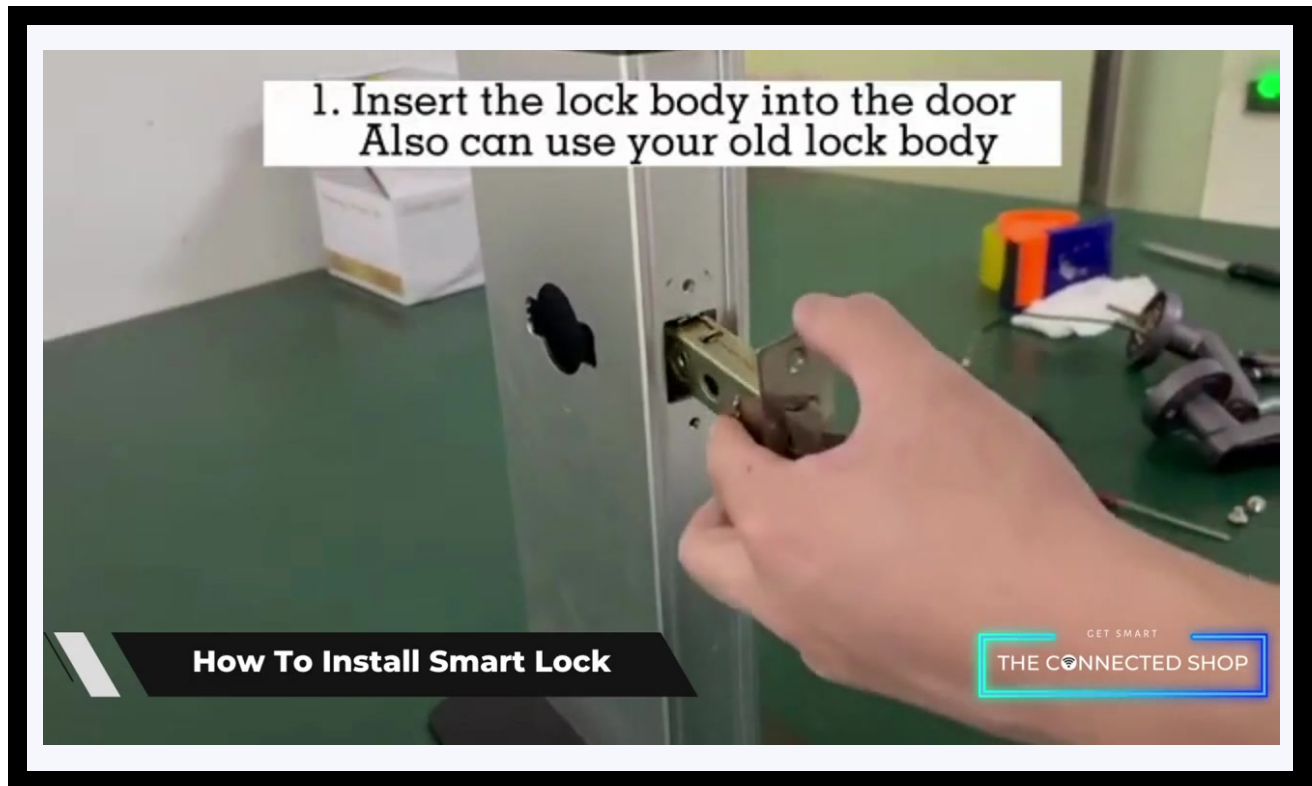 1. Insert the lock body into the door
Also can use your old lock body
How To Install Smart Lock
GET SMART
THE CONNECTED SHOP